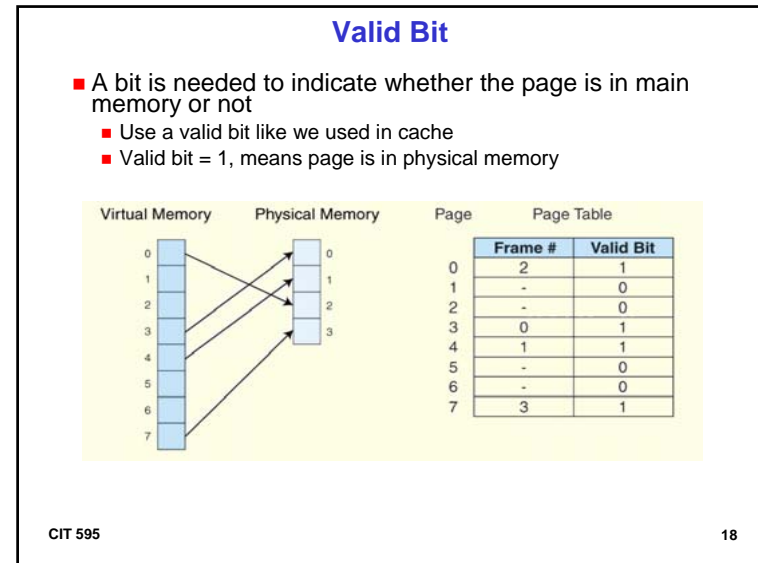 Valid Bit
A bit is needed to indicate whether the page is in main
memory or not
Use a valid bit like we used in cache
Valid bit = 1, means page is in physical memory
Virtual Memory Physical Memory Page Page Table
0
1
2
3
4
5
6
7
0
1
2
3
Frame # Valid Bit
0 2 1
1 - 0
2 - 0
3 0 1
4 1 1
5 - 0
6 - 0
7 3 1
CIT 595 18